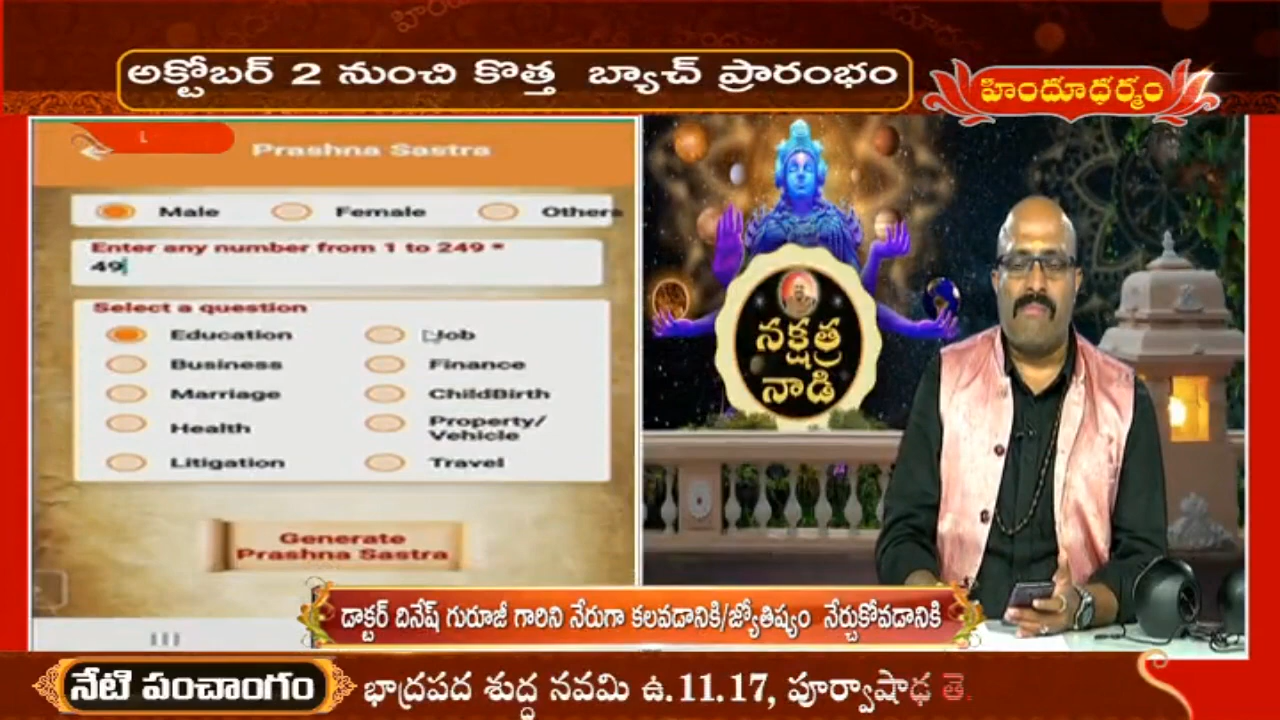 అక్టోబర్ 2 నుంచి కొత్త బ్యాచ్ ప్రారంభం
హిందూధర్మం
L
Prashna Sastra
Male Female Others
Enter any number from 1 to 249 *
49
Select a question
Education Job
Business Finance
Marriage ChildBirth
Health Property/
Vehicle
Litigation Travel
Generate
Prashna Sastra
నక్షత్ర
నాడి
డాక్టర్ దినేష్ గురూజీ గారిని నేరుగా కలవడానికి/జ్యోతిష్యం నేర్చుకోవడానికి
నేటి పంచాంగం
భాద్రపద శుద్ధ నవమి ఉ.11.17, పూర్వాషాఢ తె.